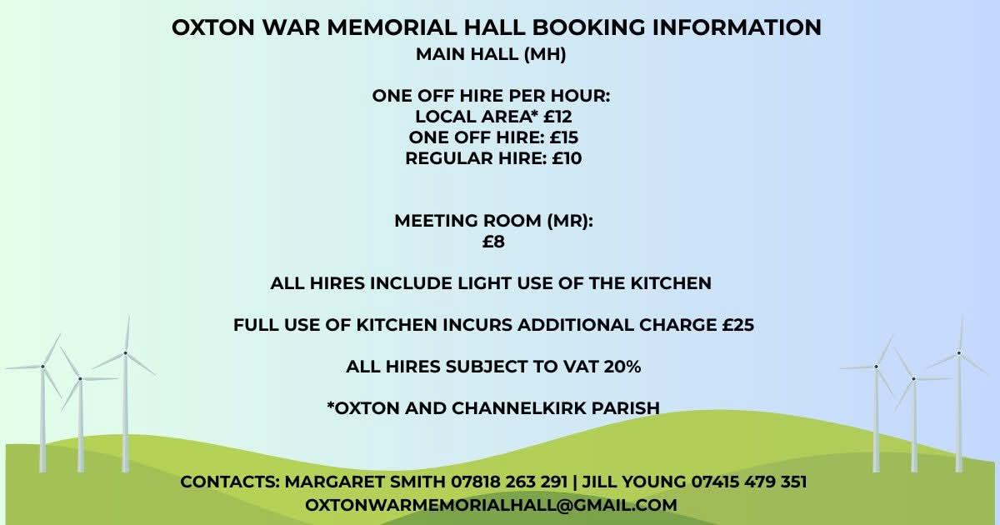 OXTON WAR MEMORIAL HALL BOOKING INFORMATION
MAIN HALL (MH)
ONE OFF HIRE PER HOUR:
LOCAL AREA* £12
ONE OFF HIRE: £15
REGULAR HIRE: £10
MEETING ROOM (MR):
£8
ALL HIRES INCLUDE LIGHT USE OF THE KITCHEN
FULL USE OF KITCHEN INCURS ADDITIONAL CHARGE £25
ALL HIRES SUBJECT TO VAT 20%
*OXTON AND CHANNELKIRK PARISH
CONTACTS: MARGARET SMITH 07818 263 291 | JILL YOUNG 07415 479 351
OXTONWARMEMORIALHALL@GMAIL.COM